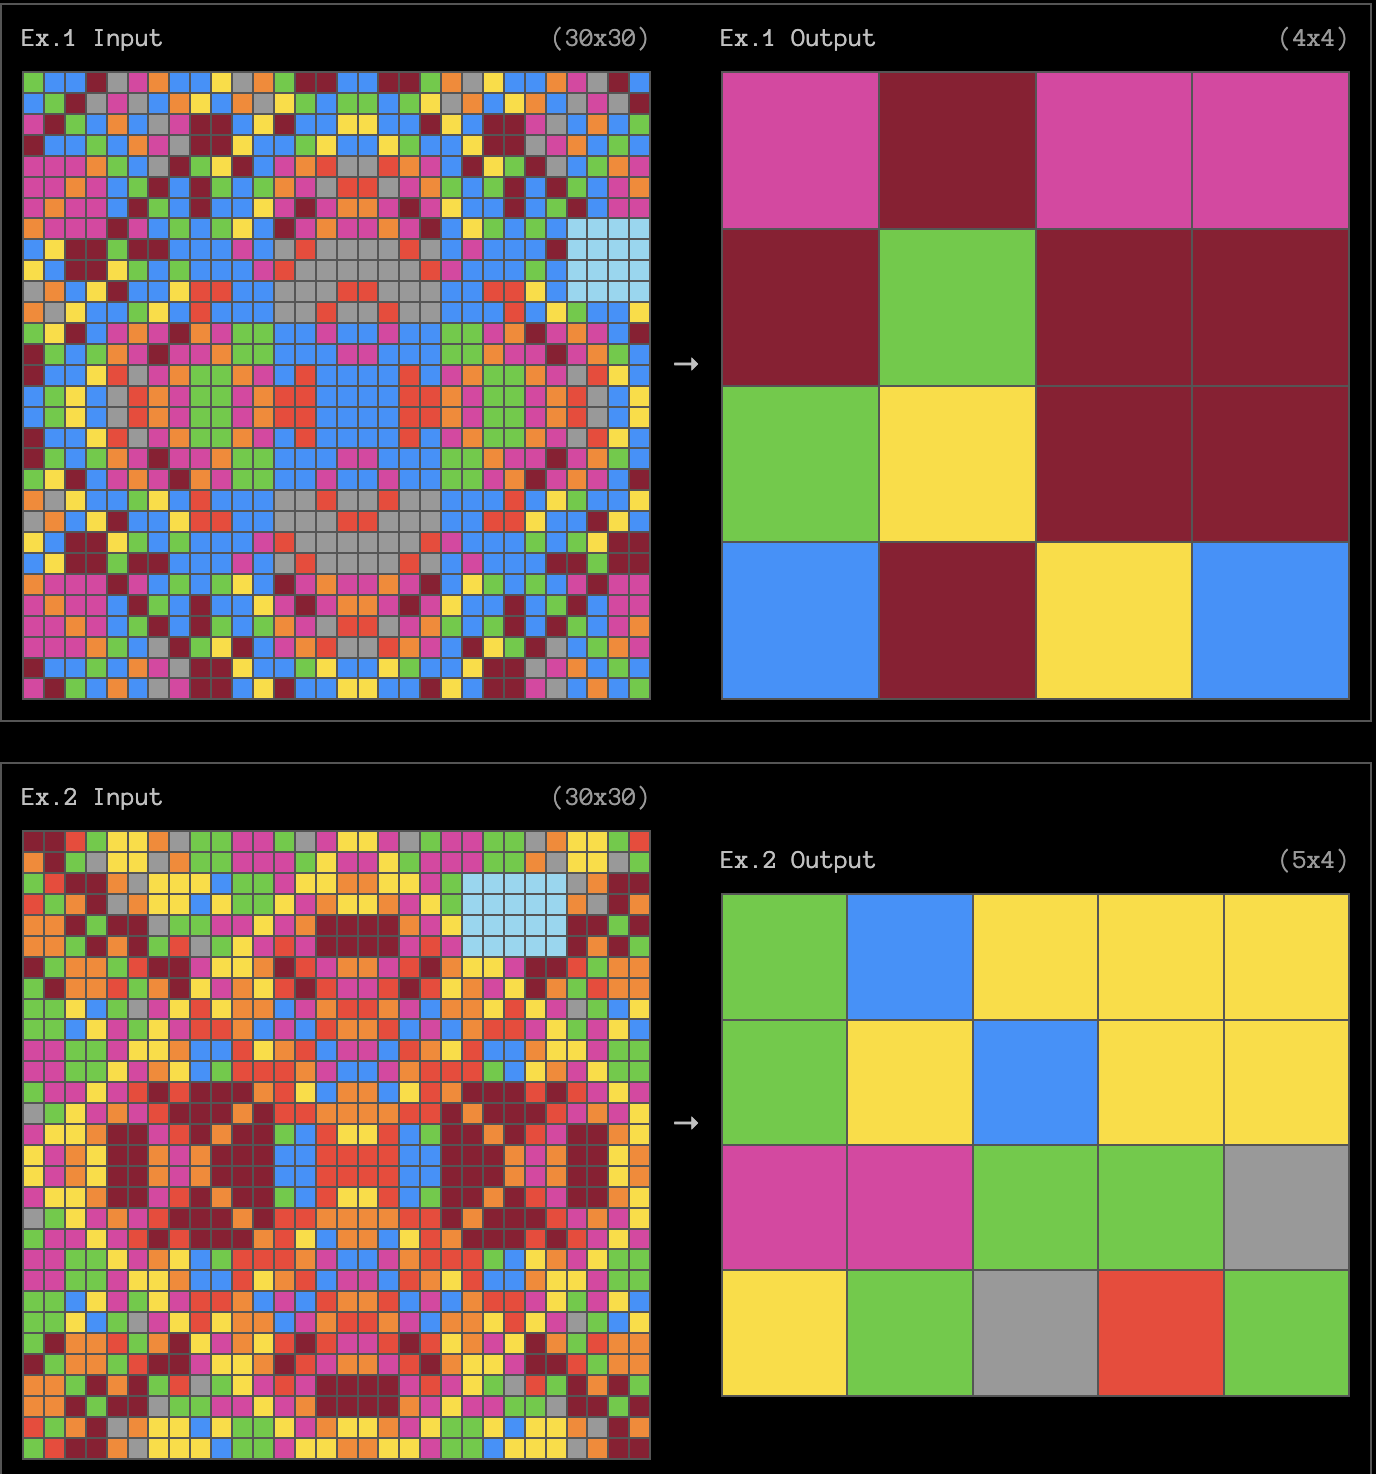 Ex.1 Input (30x30)
Ex.1 Output (4x4)
→
Ex.2 Input (30x30)
Ex.2 Output (5x4)
→